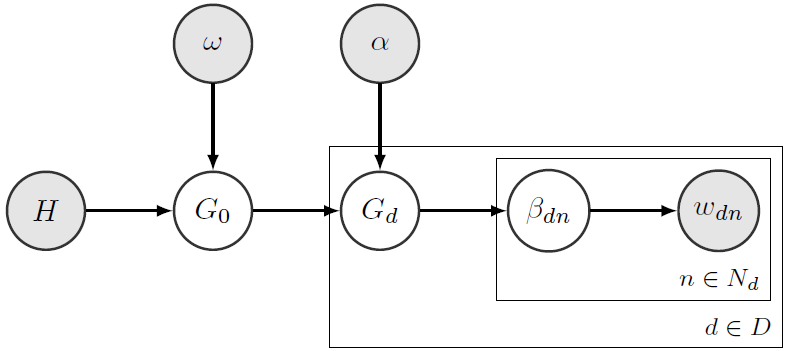 ω α
H G₀ G_d β_dn w_dn
n ∈ N_d
d ∈ D